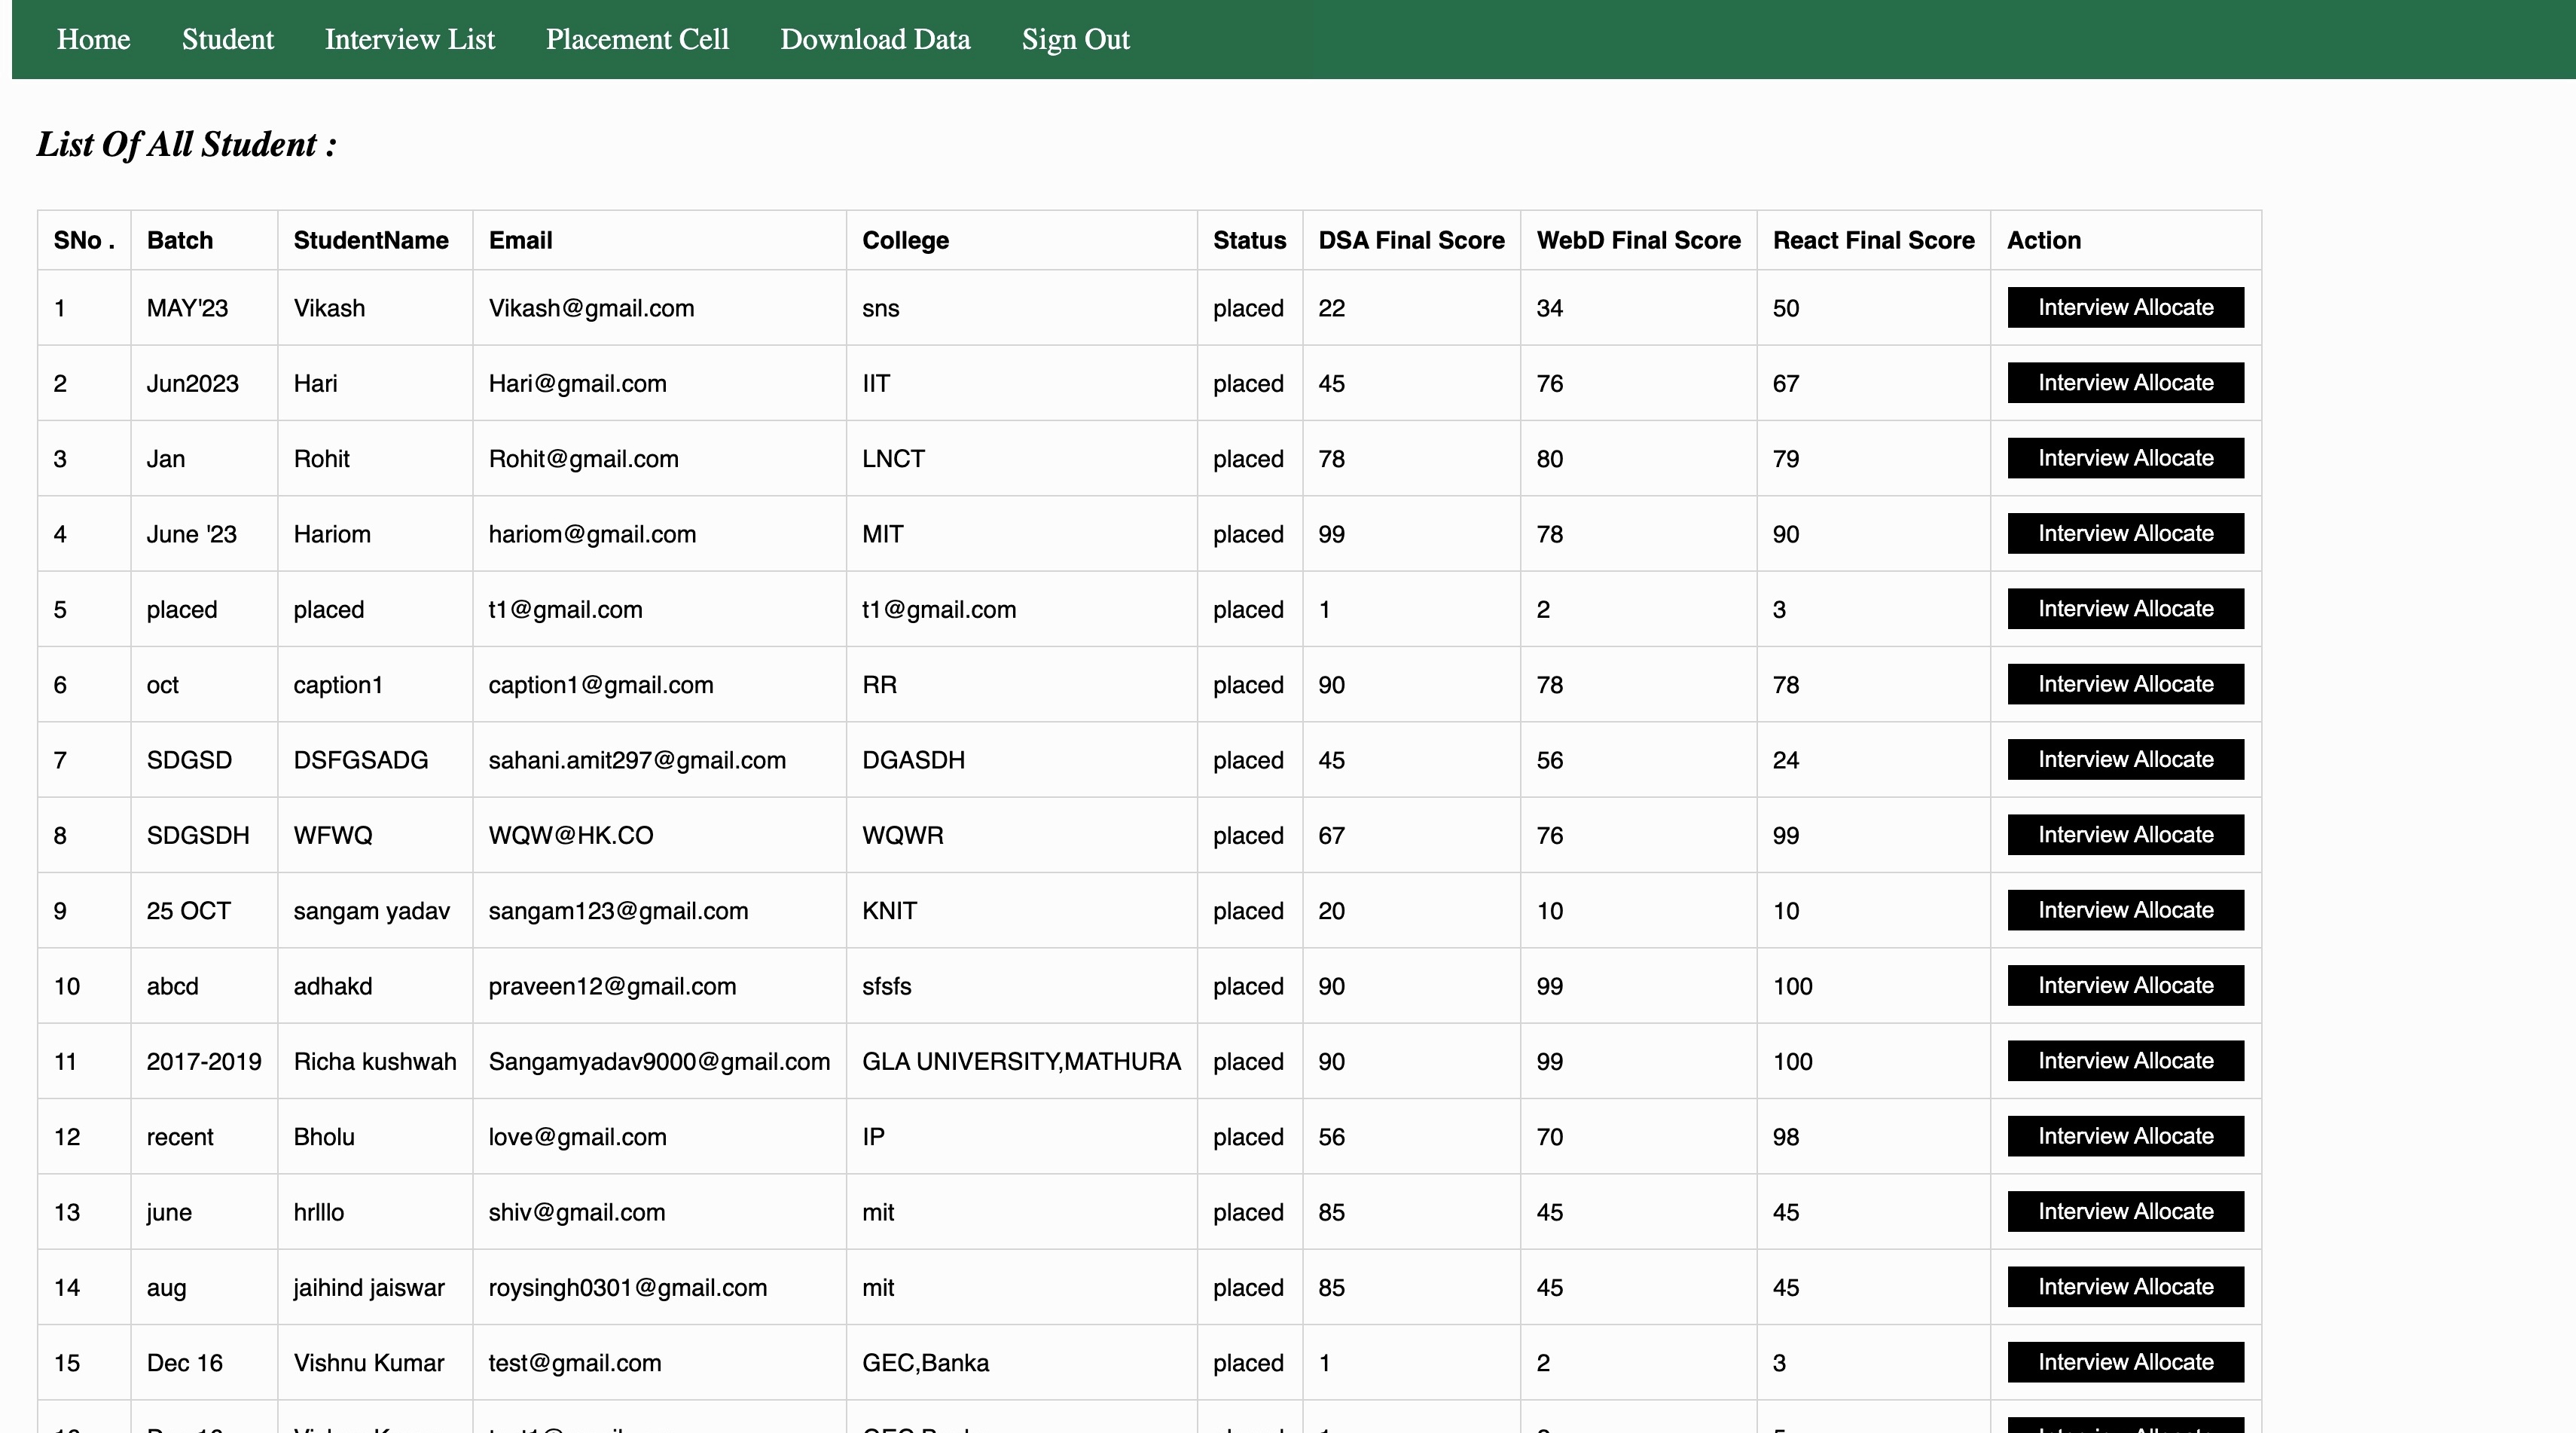 Home Student Interview List Placement Cell Download Data Sign Out
List Of All Student :
SNo . Batch StudentName Email College Status DSA Final Score WebD Final Score React Final Score Action
1 MAY'23 Vikash Vikash@gmail.com sns placed 22 34 50 Interview Allocate
2 Jun2023 Hari Hari@gmail.com IIT placed 45 76 67 Interview Allocate
3 Jan Rohit Rohit@gmail.com LNCT placed 78 80 79 Interview Allocate
4 June '23 Hariom hariom@gmail.com MIT placed 99 78 90 Interview Allocate
5 placed placed t1@gmail.com t1@gmail.com placed 1 2 3 Interview Allocate
6 oct caption1 caption1@gmail.com RR placed 90 78 78 Interview Allocate
7 SDGSD DSFGSADG sahani.amit297@gmail.com DGASDH placed 45 56 24 Interview Allocate
8 SDGSDH WFWQ WQW@HK.CO WQWR placed 67 76 99 Interview Allocate
9 25 OCT sangam yadav sangam123@gmail.com KNIT placed 20 10 10 Interview Allocate
10 abcd adhakd praveen12@gmail.com sfsfs placed 90 99 100 Interview Allocate
11 2017-2019 Richa kushwah Sangamyadav9000@gmail.com GLA UNIVERSITY,MATHURA placed 90 99 100 Interview Allocate
12 recent Bholu love@gmail.com IP placed 56 70 98 Interview Allocate
13 june hrlllo shiv@gmail.com mit placed 85 45 45 Interview Allocate
14 aug jaihind jaiswar roysingh0301@gmail.com mit placed 85 45 45 Interview Allocate
15 Dec 16 Vishnu Kumar test@gmail.com GEC,Banka placed 1 2 3 Interview Allocate